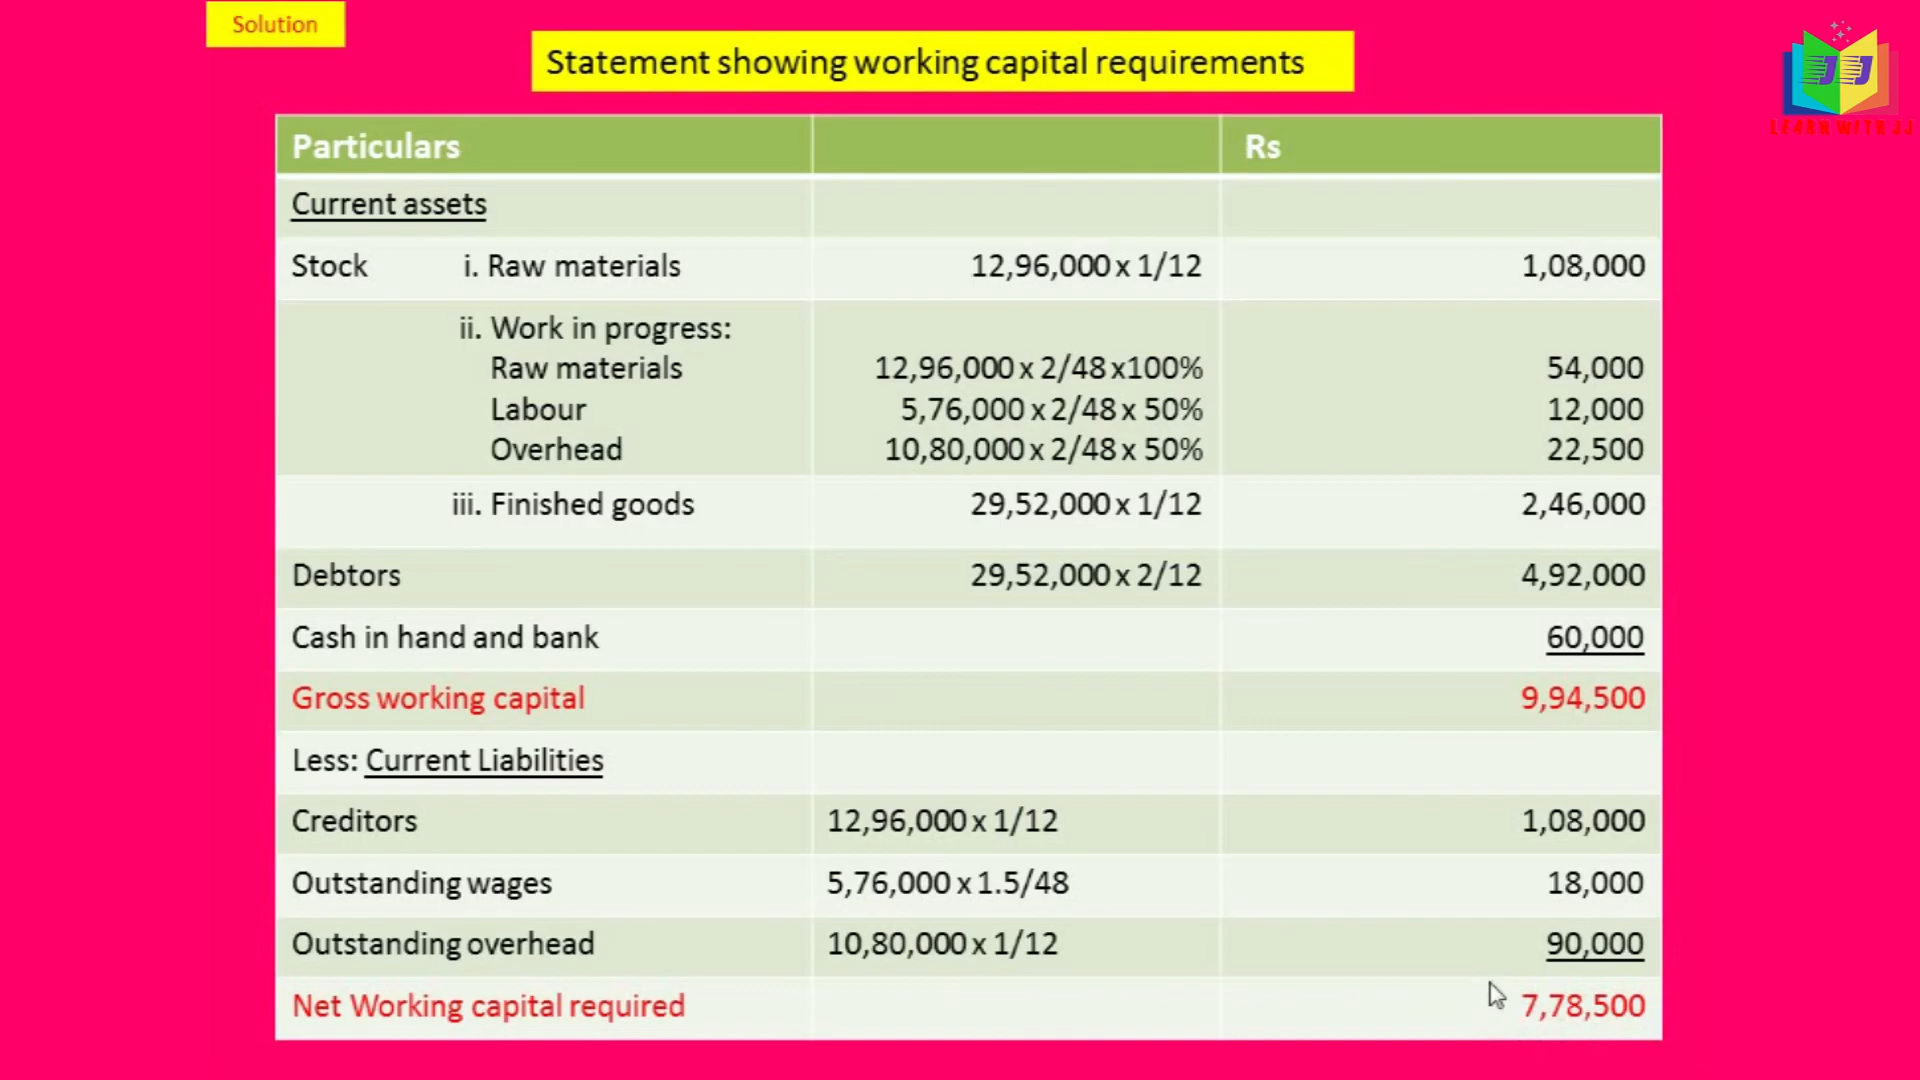 Solution
Statement showing working capital requirements
LEARN WITH JJ
Particulars Rs
Current assets
Stock i. Raw materials 12,96,000 x 1/12 1,08,000
ii. Work in progress:
Raw materials 12,96,000 x 2/48 x100% 54,000
Labour 5,76,000 x 2/48 x 50% 12,000
Overhead 10,80,000 x 2/48 x 50% 22,500
iii. Finished goods 29,52,000 x 1/12 2,46,000
Debtors 29,52,000 x 2/12 4,92,000
Cash in hand and bank 60,000
Gross working capital 9,94,500
Less: Current Liabilities
Creditors 12,96,000 x 1/12 1,08,000
Outstanding wages 5,76,000 x 1.5/48 18,000
Outstanding overhead 10,80,000 x 1/12 90,000
Net Working capital required 7,78,500